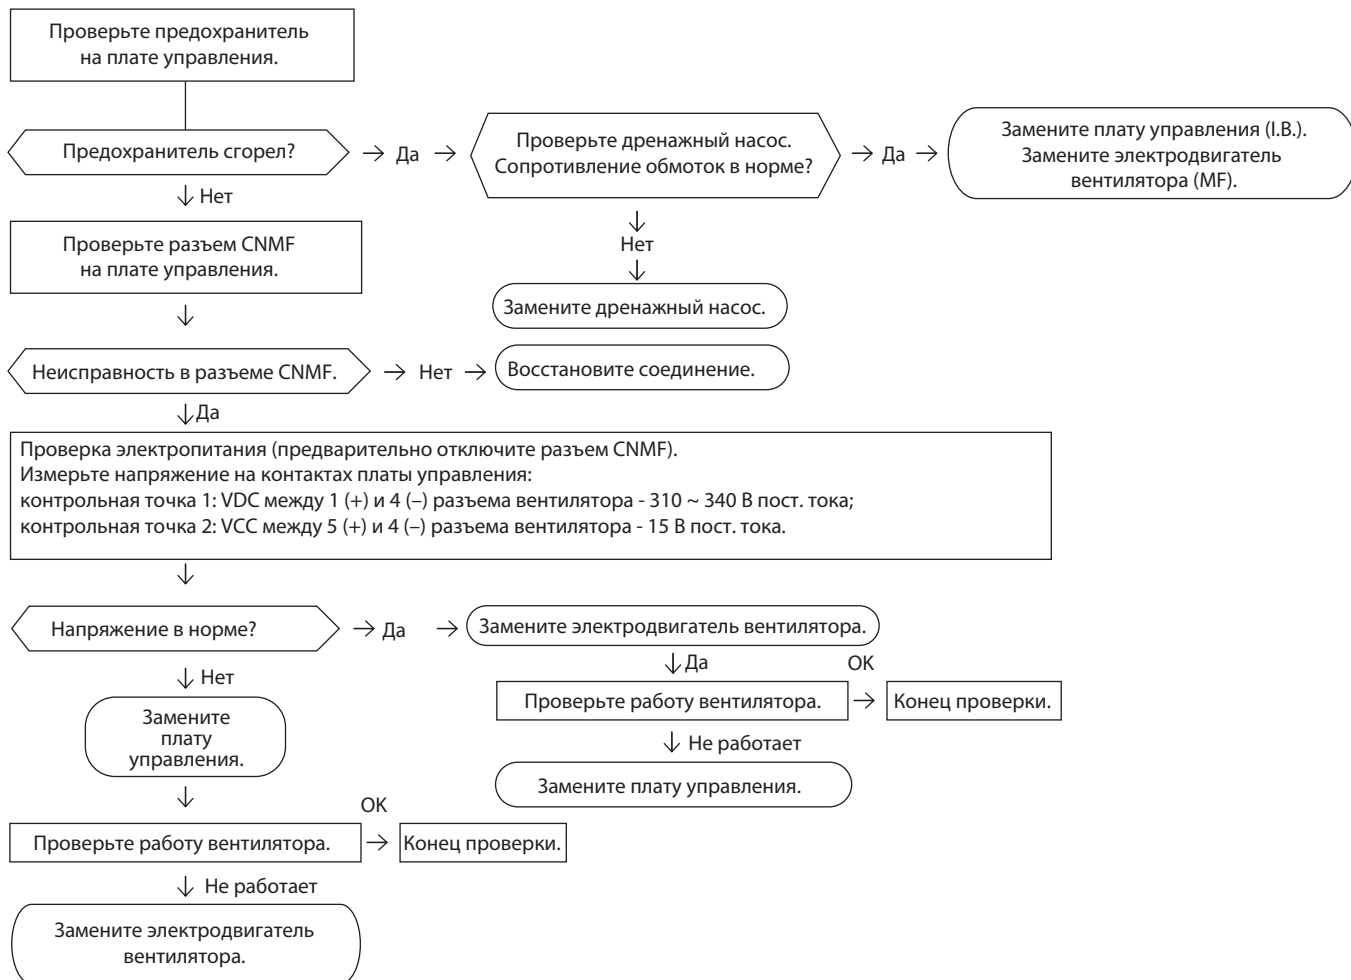 Проверьте предохранитель
на плате управления.
Предохранитель сгорел?
Да
Проверьте дренажный насос.
Сопротивление обмоток в норме?
Да
Замените плату управления (I.B.).
Замените электродвигатель
вентилятора (MF).
Нет
Проверьте разъем CNMF
на плате управления.
Нет
Замените дренажный насос.
Неисправность в разъеме CNMF.
Нет
Восстановите соединение.
Да
Проверка электропитания (предварительно отключите разъем CNMF).
Измерьте напряжение на контактах платы управления:
контрольная точка 1: VDC между 1 (+) и 4 (–) разъема вентилятора - 310 ~ 340 В пост. тока;
контрольная точка 2: VCC между 5 (+) и 4 (–) разъема вентилятора - 15 В пост. тока.
Напряжение в норме?
Да
Замените электродвигатель вентилятора.
Да
OK
Проверьте работу вентилятора.
Конец проверки.
Не работает
Замените плату управления.
Нет
Замените
плату
управления.
OK
Проверьте работу вентилятора.
Конец проверки.
Не работает
Замените электродвигатель
вентилятора.